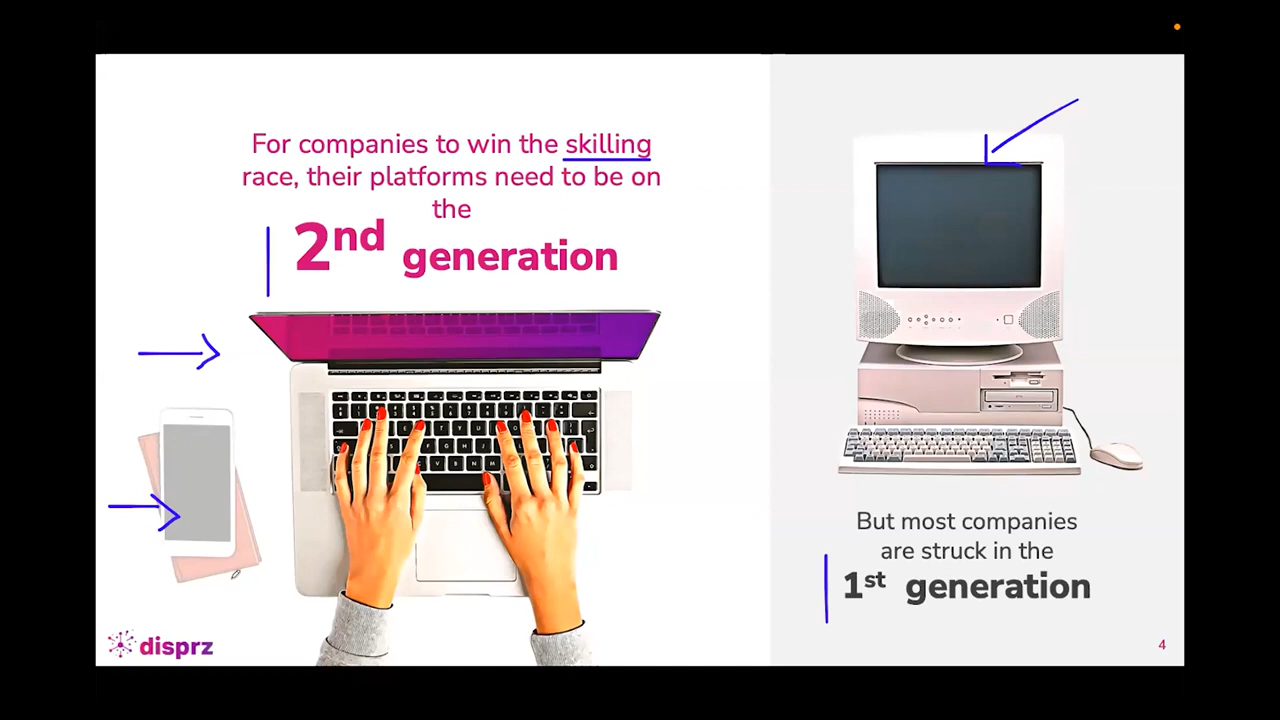 For companies to win the skilling
race, their platforms need to be on
the
2nd generation
But most companies
are struck in the
1st generation
disprz
4